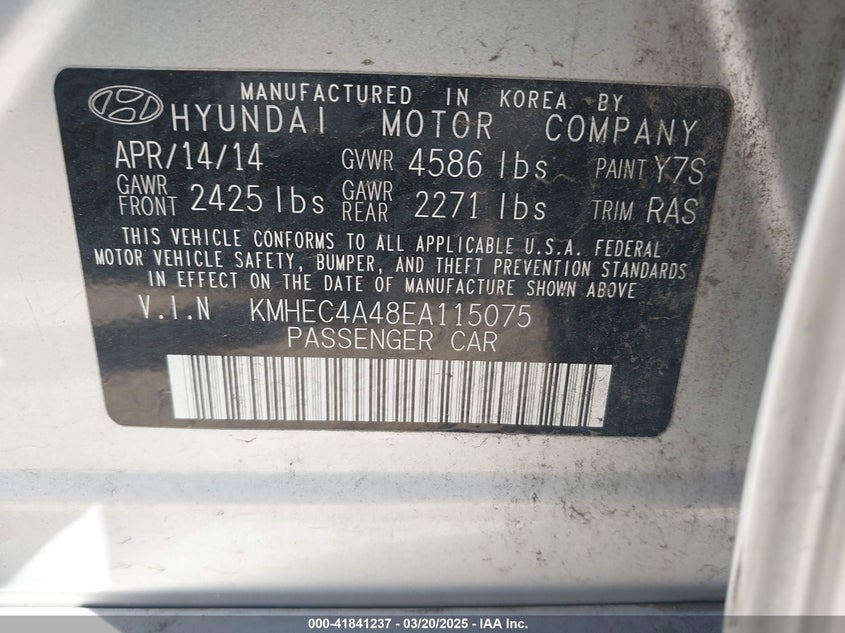 MANUFACTURED IN KOREA BY
HYUNDAI MOTOR COMPANY
APR/14/14 GVWR 4586 lbs PAINT Y7S
GAWR FRONT 2425 lbs GAWR REAR 2271 lbs TRIM RAS
THIS VEHICLE CONFORMS TO ALL APPLICABLE U.S.A. FEDERAL
MOTOR VEHICLE SAFETY, BUMPER, AND THEFT PREVENTION STANDARDS
IN EFFECT ON THE DATE OF MANUFACTURE SHOWN ABOVE
V.I.N KMHEC4A48EA115075
PASSENGER CAR
000-41841237 - 03/20/2025 - IAA Inc.